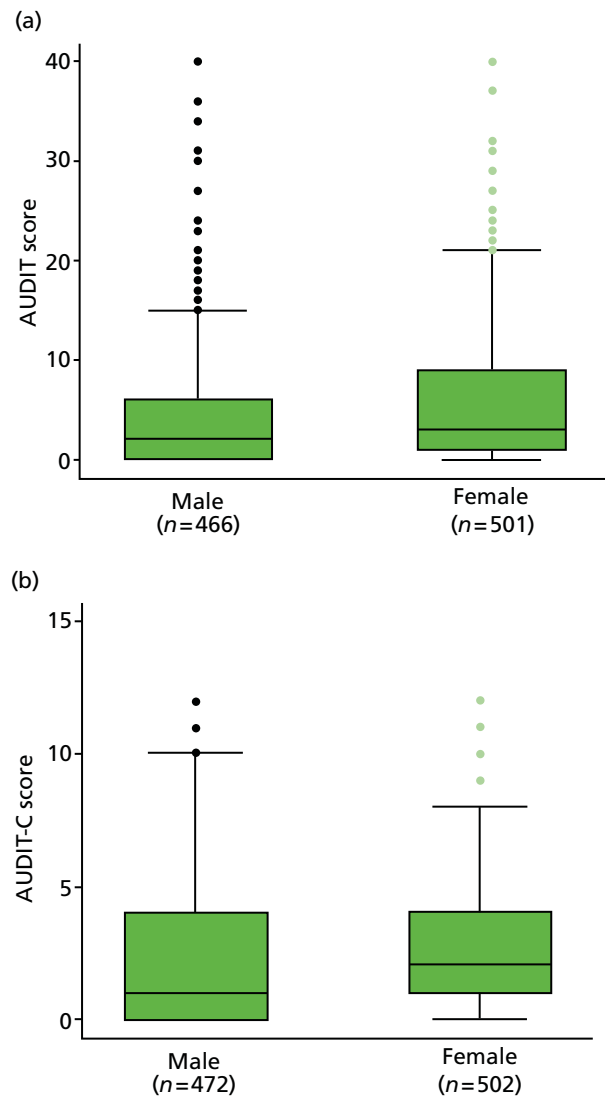 (a)
AUDIT score
40
30
20
10
0
Male
(n=466)
Female
(n=501)
(b)
AUDIT-C score
15
10
5
0
Male
(n=472)
Female
(n=502)